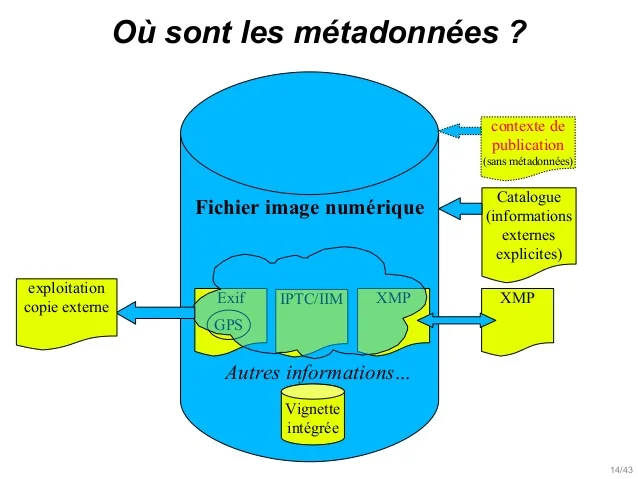 Où sont les métadonnées ?
contexte de
publication
(sans métadonnées)
Fichier image numérique
Catalogue
(informations
externes
explicites)
exploitation
copie externe
Exif
GPS
IPTC/IIM
XMP
XMP
Autres informations...
Vignette
intégrée
14/43